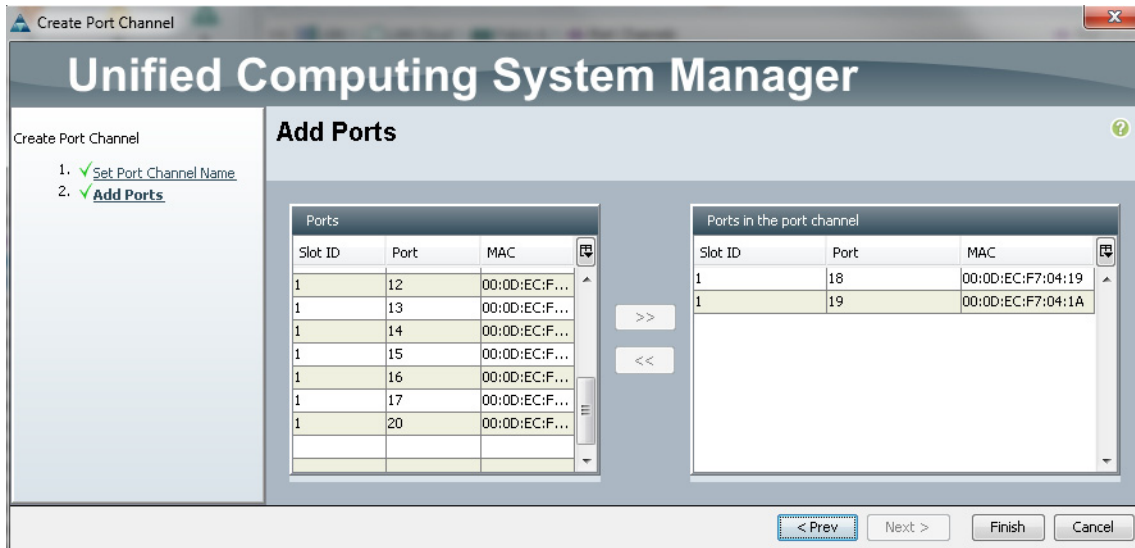 Create Port Channel
Unified Computing System Manager
Create Port Channel
1. Set Port Channel Name
2. Add Ports
Add Ports
Ports
Slot ID Port MAC
1 12 00:0D:EC:F...
1 13 00:0D:EC:F...
1 14 00:0D:EC:F...
1 15 00:0D:EC:F...
1 16 00:0D:EC:F...
1 17 00:0D:EC:F...
1 20 00:0D:EC:F...
>>
<<
Ports in the port channel
Slot ID Port MAC
1 18 00:0D:EC:F7:04:19
1 19 00:0D:EC:F7:04:1A
< Prev Next > Finish Cancel